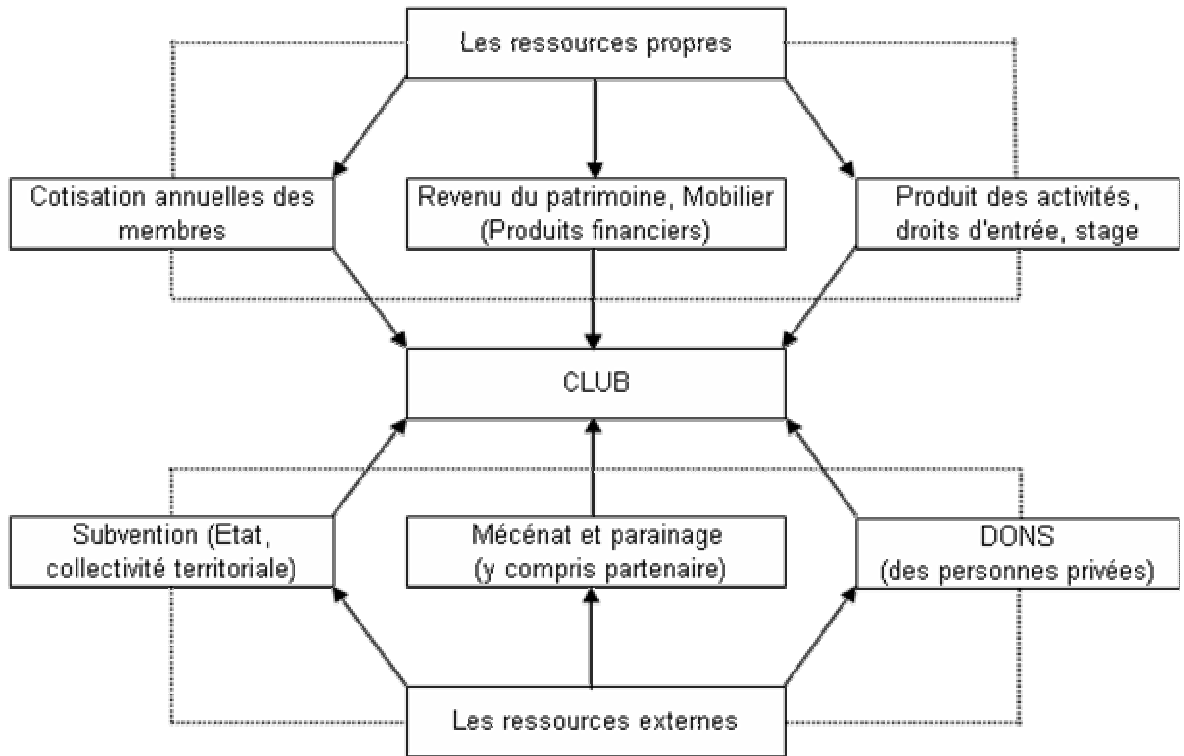 Les ressources propres
Cotisation annuelles des
membres
Revenu du patrimoine, Mobilier
(Produits financiers)
Produit des activités,
droits d'entrée, stage
CLUB
Subvention (Etat,
collectivité territoriale)
Mécénat et parainage
(y compris partenaire)
DONS
(des personnes privées)
Les ressources externes